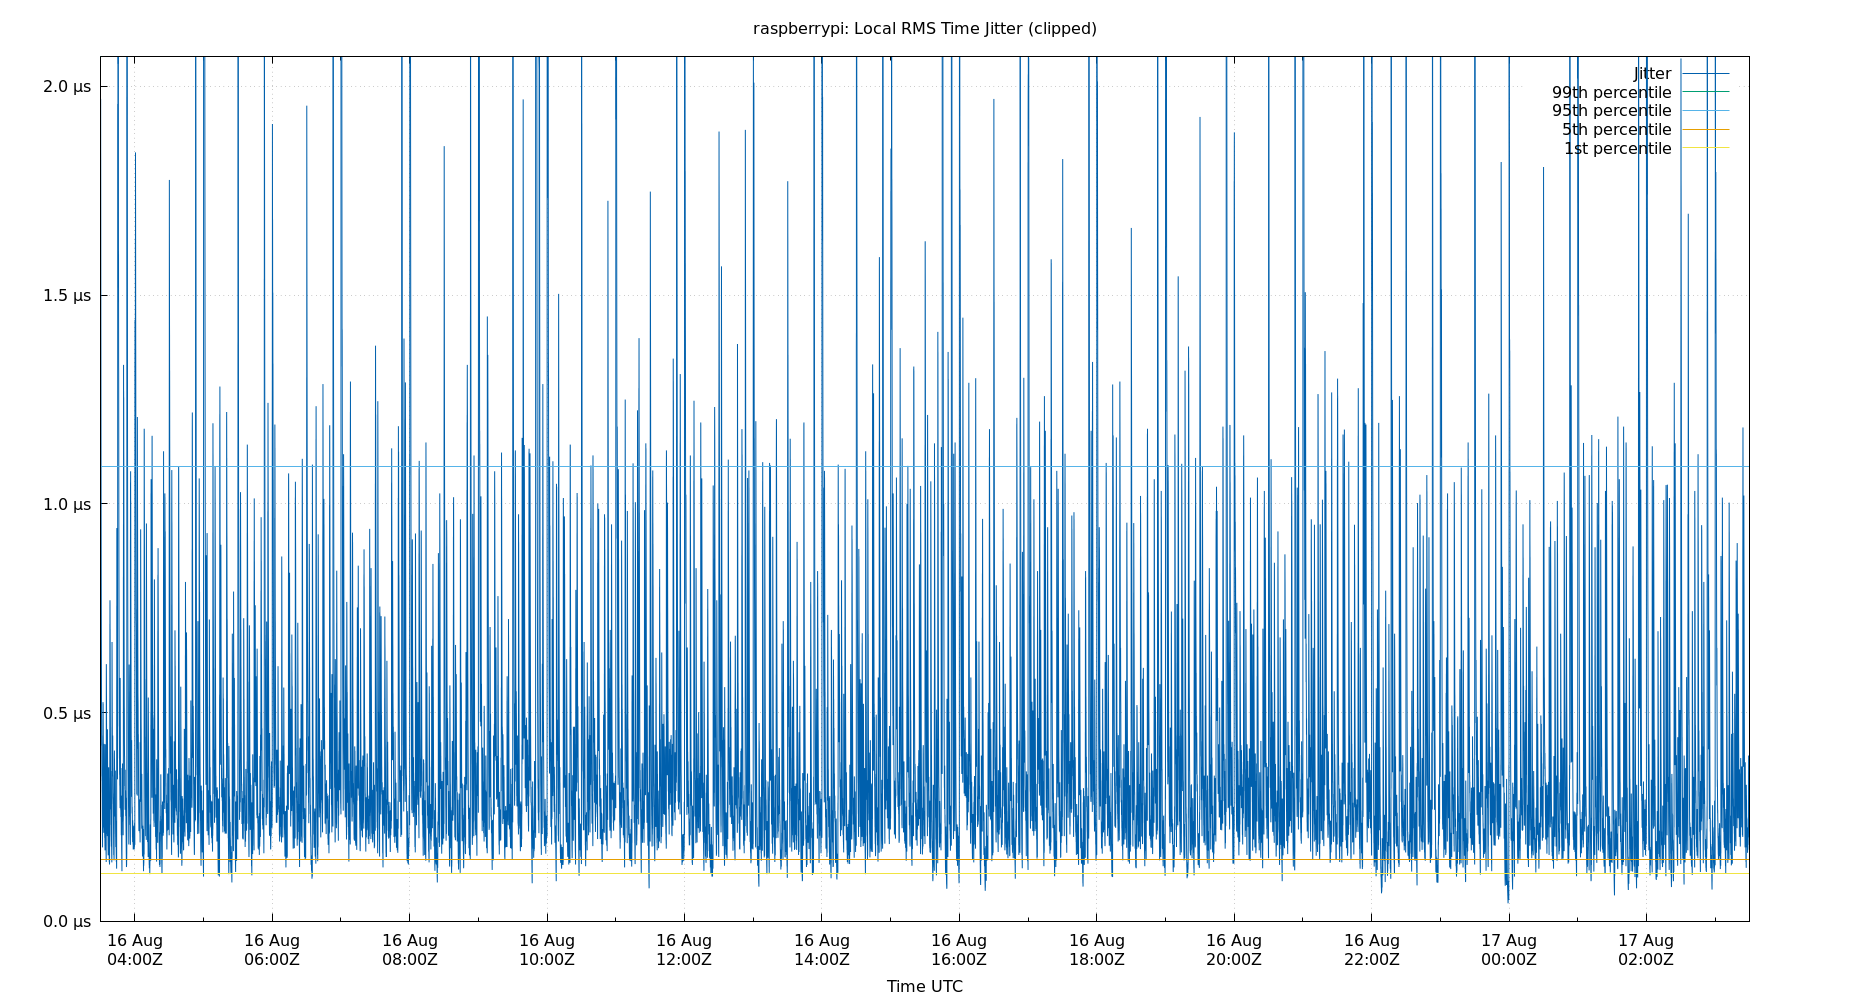 raspberrypi: Local RMS Time Jitter (clipped)
2.0 µs
1.5 µs
1.0 µs
0.5 µs
0.0 µs
Jitter
99th percentile
95th percentile
5th percentile
1st percentile
16 Aug 16 Aug 16 Aug 16 Aug 16 Aug 16 Aug 16 Aug 16 Aug 16 Aug 16 Aug 17 Aug 17 Aug
04:00Z 06:00Z 08:00Z 10:00Z 12:00Z 14:00Z 16:00Z 18:00Z 20:00Z 22:00Z 00:00Z 02:00Z
Time UTC